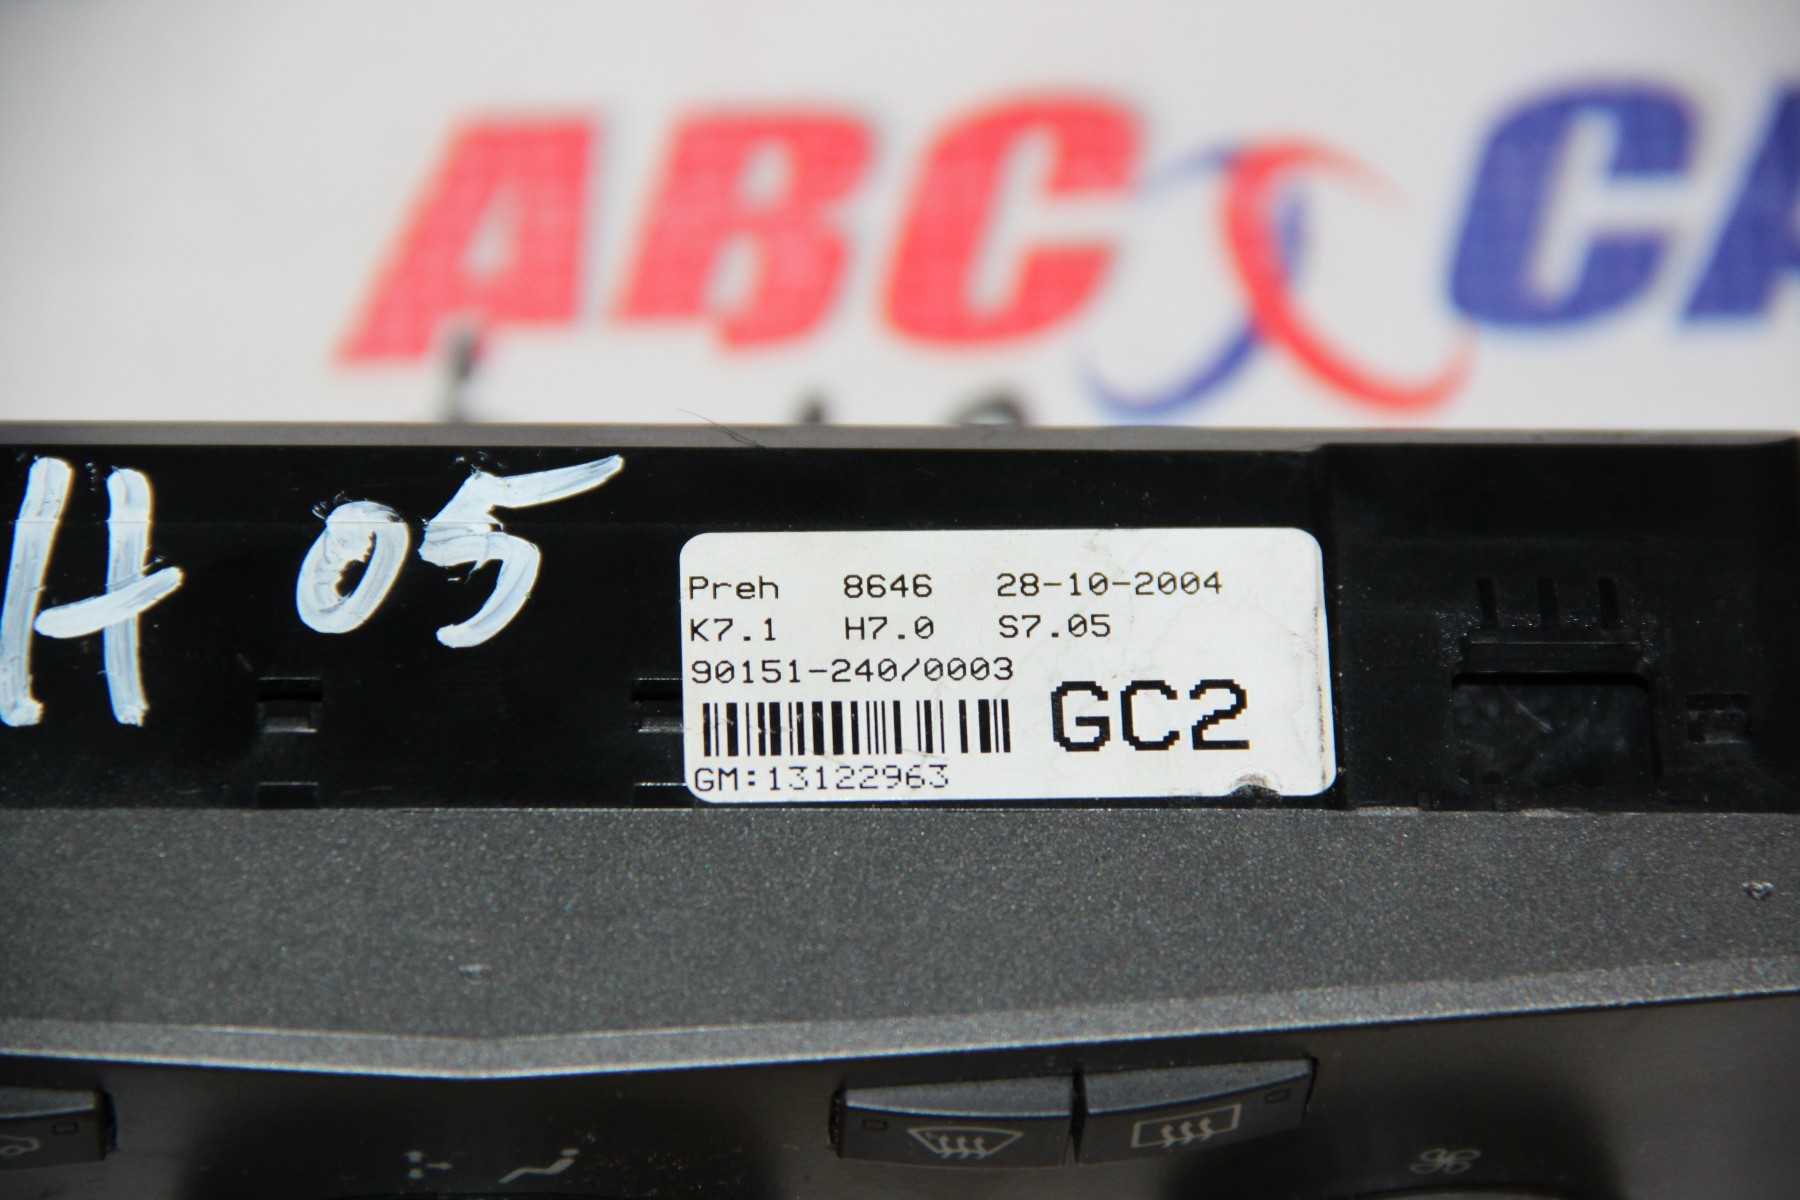 ABC CA
H 05
Preh 8646 28-10-2004
K7.1 H7.0 S7.05
90151-240/0003
GC2
GM:13122963